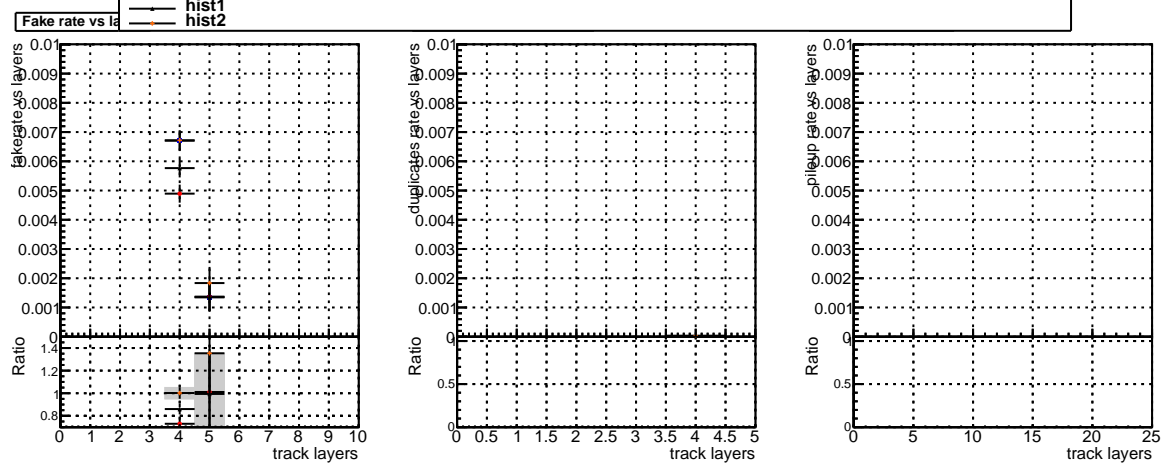 hist1
hist2
Fake rate vs la
fakerate vs layers
0.01
0.009
0.008
0.007
0.006
0.005
0.004
0.003
0.002
0.001
0
Ratio
1.4
1.2
1
0.8
0 1 2 3 4 5 6 7 8 9 10
track layers
duplicates rate vs layers
0.01
0.009
0.008
0.007
0.006
0.005
0.004
0.003
0.002
0.001
0
Ratio
1
0.5
0
0 0.5 1 1.5 2 2.5 3 3.5 4 4.5 5
track layers
pileup rate vs layers
0.01
0.009
0.008
0.007
0.006
0.005
0.004
0.003
0.002
0.001
0
Ratio
1
0.5
0
0 5 10 15 20 25
track layers